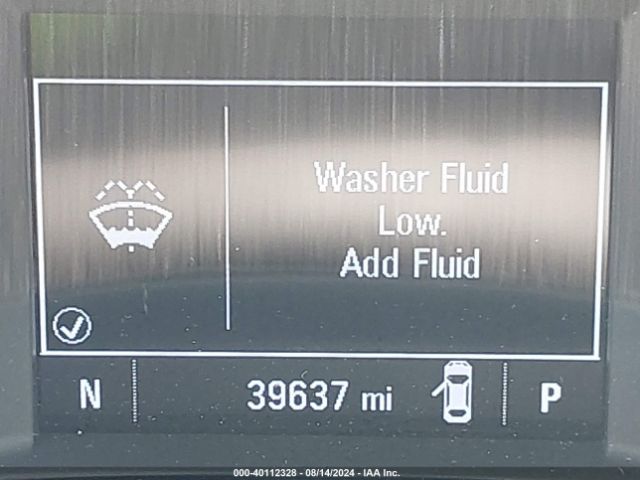 Washer Fluid
Low.
Add Fluid
N 39637 mi P
000-40112328 - 08/14/2024 - IAA Inc.